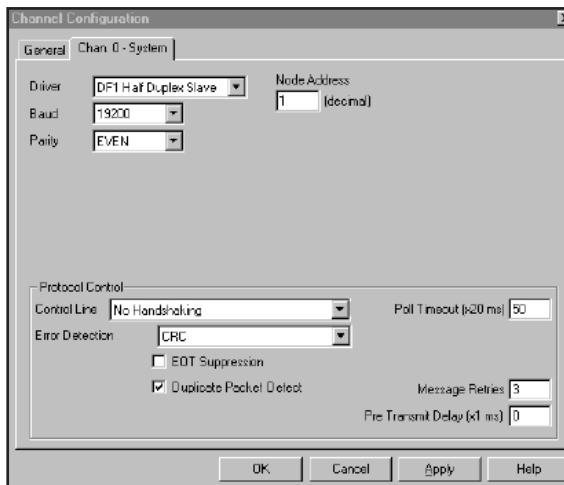 Channel Configuration
General Chan. 0 - System
Driver DF1 Half Duplex Slave Node Address
Baud 19200 1 (decimal)
Parity EVEN
Protocol Control
Control Line No Handshaking Poll Timeout (x20 ms) 50
Error Detection CRC
EOT Suppression
Duplicate Packet Detect Message Retries 3
Pre Transmit Delay (x1 ms) 0
OK Cancel Apply Help